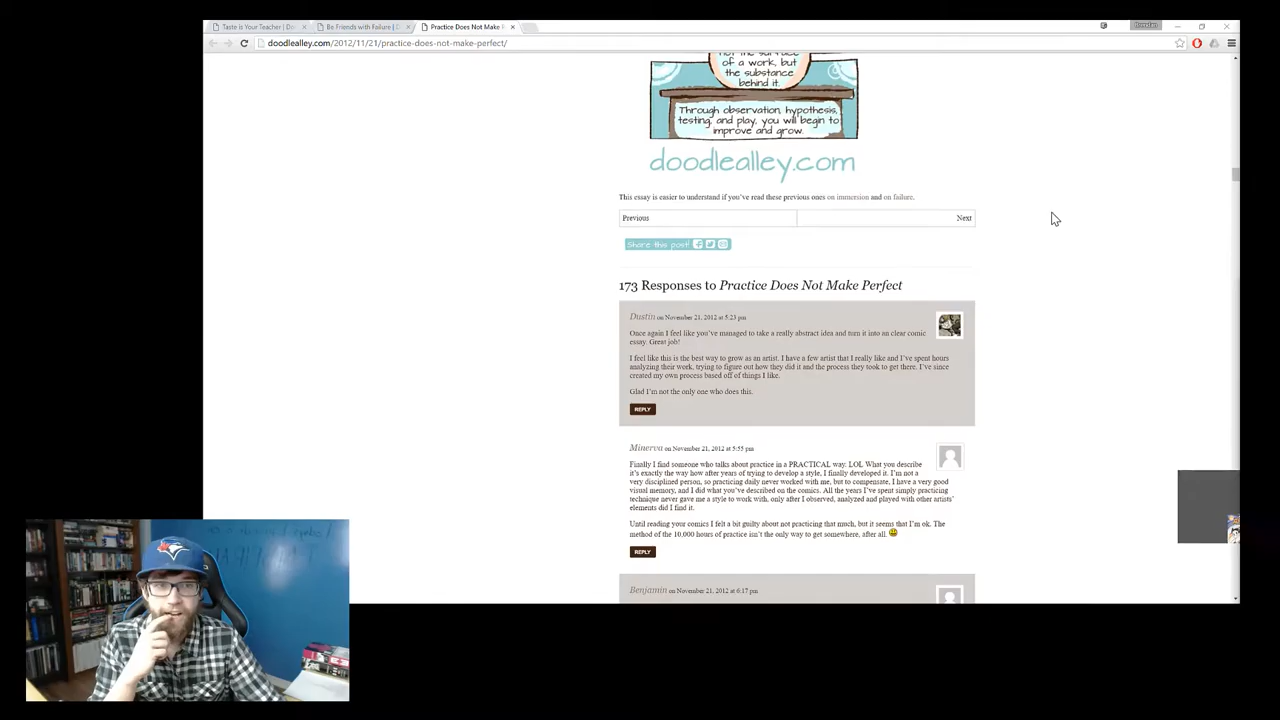 Taste is Your Teacher | Do
Be Friends with Failure | D
Practice Does Not Make P
doodlealley.com/2012/11/21/practice-does-not-make-perfect/
not the surface
of a work, but
the substance
behind it.
Through observation, hypothesis,
testing, and play, you will begin to
improve and grow.
doodlealley.com
This essay is easier to understand if you've read these previous ones on immersion and on failure.
Previous
Next
Share this post!
173 Responses to Practice Does Not Make Perfect
Dustin on November 21, 2012 at 5:23 pm
Once again I feel like you've managed to take a really abstract idea and turn it into an clear comic
essay. Great job!
I feel like this is the best way to grow as an artist. I have a few artist that I really like and I've spent hours
analyzing their work, trying to figure out how they did it and the process they took to get there. I've since
created my own process based off of things I like.
Glad I'm not the only one who does this.
REPLY
Minerva on November 21, 2012 at 5:55 pm
Finally I find someone who talks about practice in a PRACTICAL way. LOL What you describe
it's exactly the way how after years of trying to develop a style, I finally developed it. I'm not a
very disciplined person, so practicing daily never worked with me, but to compensate, I have a very good
visual memory, and I did what you've described on the comics. All the years I've spent simply practicing
technique never gave me a style to work with, only after I observed, analyzed and played with other artists'
elements did I find it.
Until reading your comics I felt a bit guilty about not practicing that much, but it seems that I'm ok. The
method of the 10,000 hours of practice isn't the only way to get somewhere, after all.
REPLY
Benjamin on November 21, 2012 at 6:17 pm